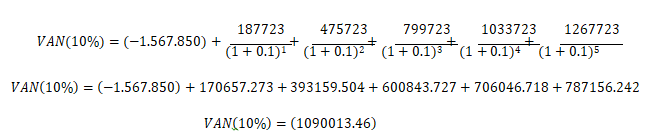 VAN(10%) = (-1.567.850) + 187723/(1 + 0.1)^1 + 475723/(1 + 0.1)^2 + 799723/(1 + 0.1)^3 + 1033723/(1 + 0.1)^4 + 1267723/(1 + 0.1)^5
VAN(10%) = (-1.567.850) + 170657.273 + 393159.504 + 600843.727 + 706046.718 + 787156.242
VAN(10%) = (1090013.46)